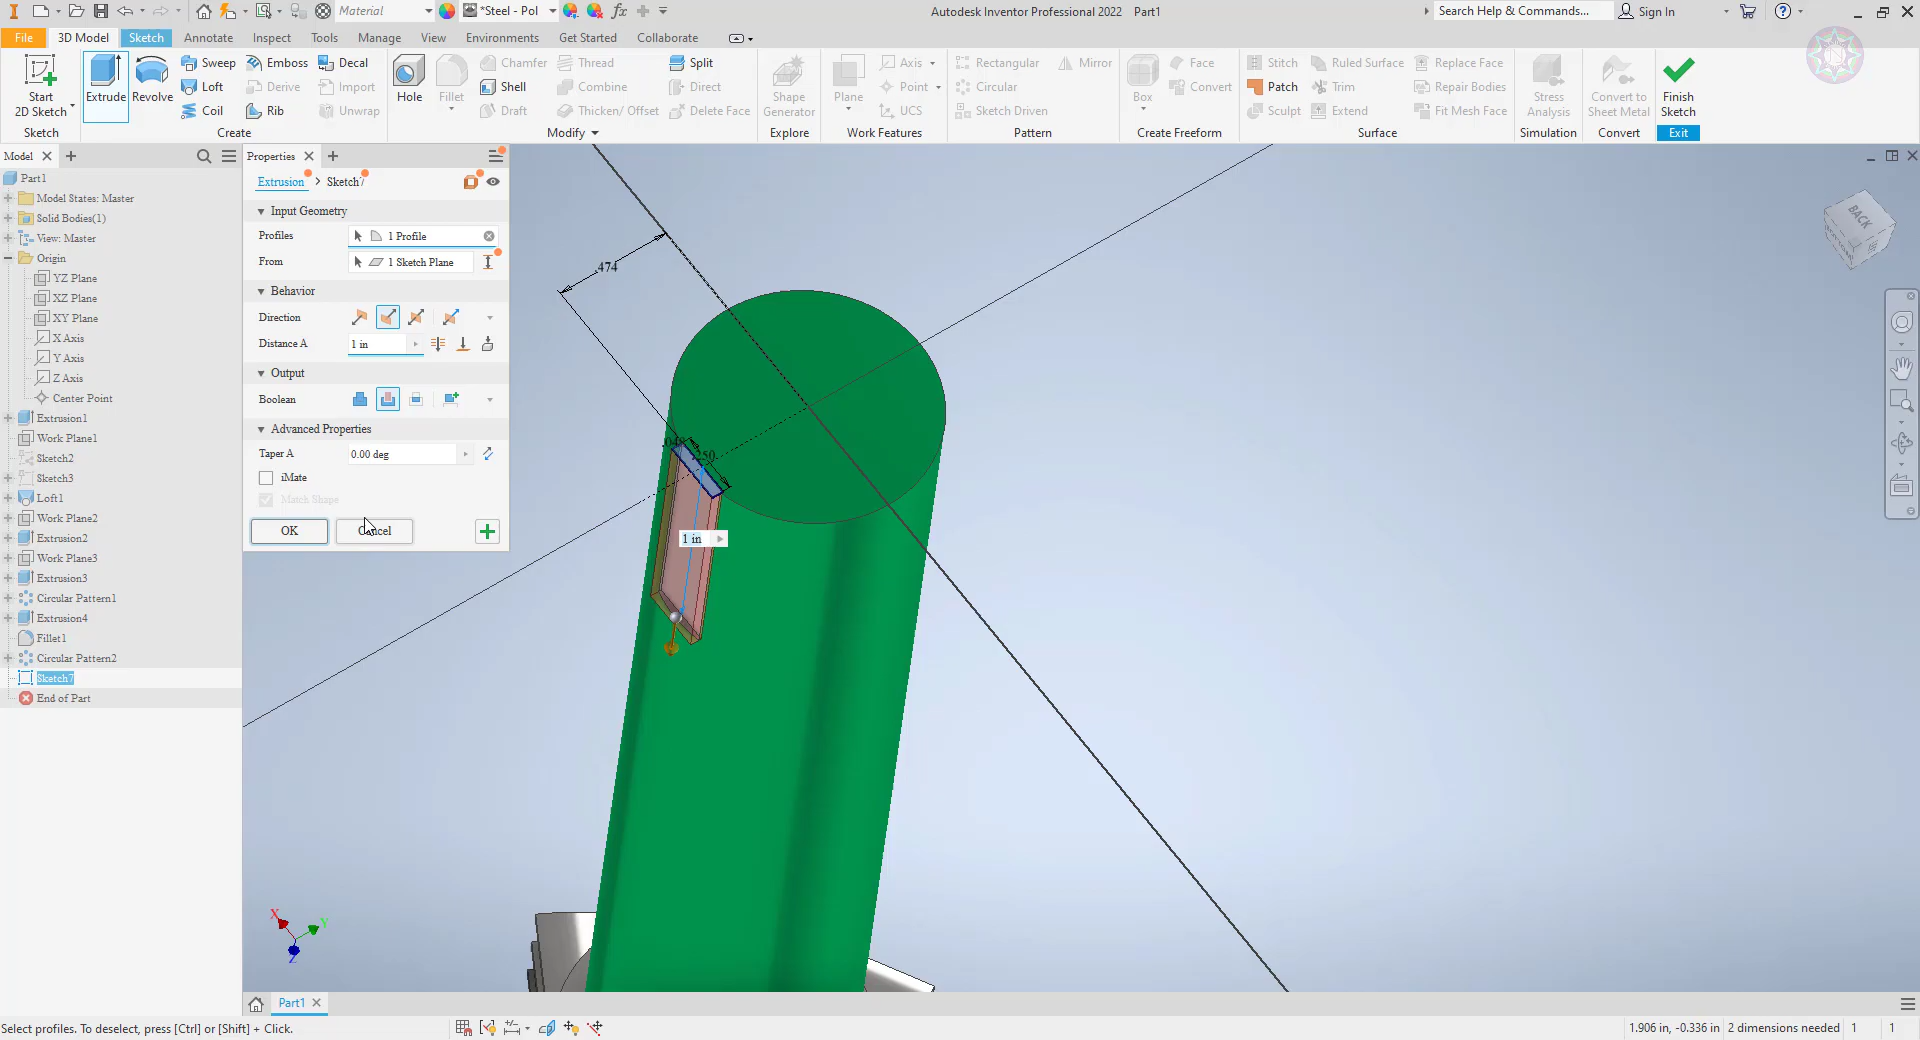 Material
*Steel - Pol
fx
Autodesk Inventor Professional 2022 Part1
Search Help & Commands...
Sign In
File
3D Model
Sketch
Annotate
Inspect
Tools
Manage
View
Environments
Get Started
Collaborate
Start
2D Sketch
Extrude
Revolve
Sweep
Loft
Coil
Emboss
Derive
Rib
Decal
Import
Unwrap
Hole
Fillet
Chamfer
Shell
Draft
Thread
Combine
Thicken/ Offset
Split
Direct
Delete Face
Shape
Generator
Plane
Axis
Point
UCS
Rectangular
Circular
Sketch Driven
Mirror
Box
Face
Convert
Stitch
Patch
Sculpt
Ruled Surface
Trim
Extend
Replace Face
Repair Bodies
Fit Mesh Face
Stress
Analysis
Convert to
Sheet Metal
Finish
Sketch
Sketch
Create
Modify
Explore
Work Features
Pattern
Create Freeform
Surface
Simulation
Convert
Exit
Model
Part1
Model States: Master
Solid Bodies(1)
View: Master
Origin
YZ Plane
XZ Plane
XY Plane
X Axis
Y Axis
Z Axis
Center Point
Extrusion1
Work Plane1
Sketch2
Sketch3
Loft1
Work Plane2
Extrusion2
Work Plane3
Extrusion3
Circular Pattern1
Extrusion4
Fillet1
Circular Pattern2
Sketch7
End of Part
Properties
Extrusion > Sketch7
Input Geometry
Profiles
1 Profile
From
1 Sketch Plane
Behavior
Direction
Distance A
1 in
Output
Boolean
Advanced Properties
Taper A
0.00 deg
iMate
Match Shape
OK
Cancel
.474
.048
.250
1 in
BACK
X
Y
Z
Part1
Select profiles. To deselect, press [Ctrl] or [Shift] + Click.
1.906 in, -0.336 in
2 dimensions needed
1
1